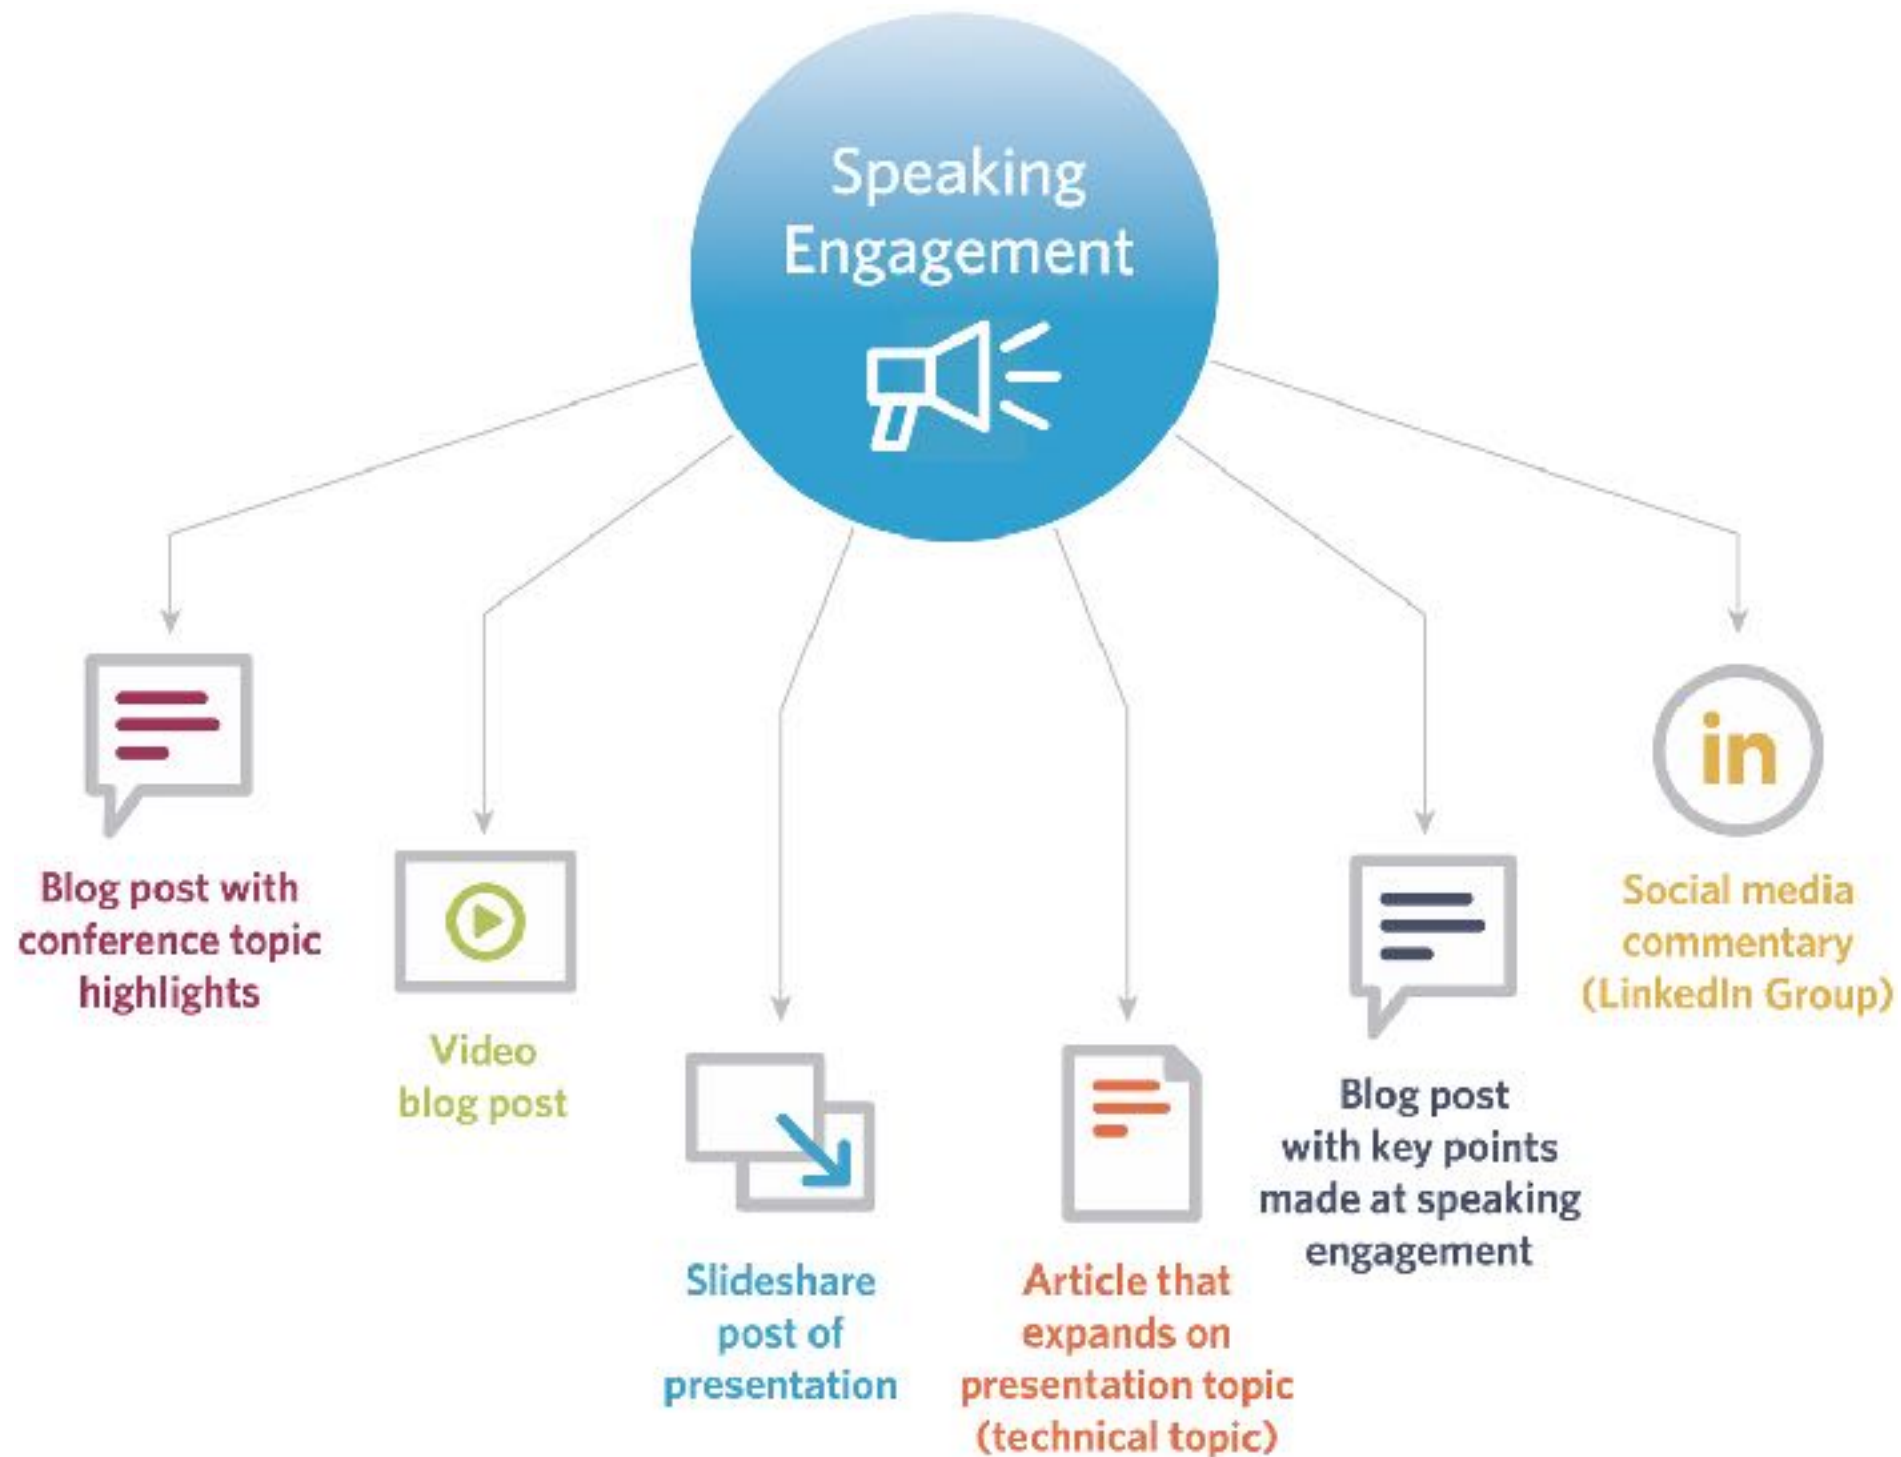 Speaking
Engagement
in
Blog post with
conference topic
highlights
Video
blog post
Slideshare
post of
presentation
Article that
expands on
presentation topic
(technical topic)
Blog post
with key points
made at speaking
engagement
Social media
commentary
(LinkedIn Group)